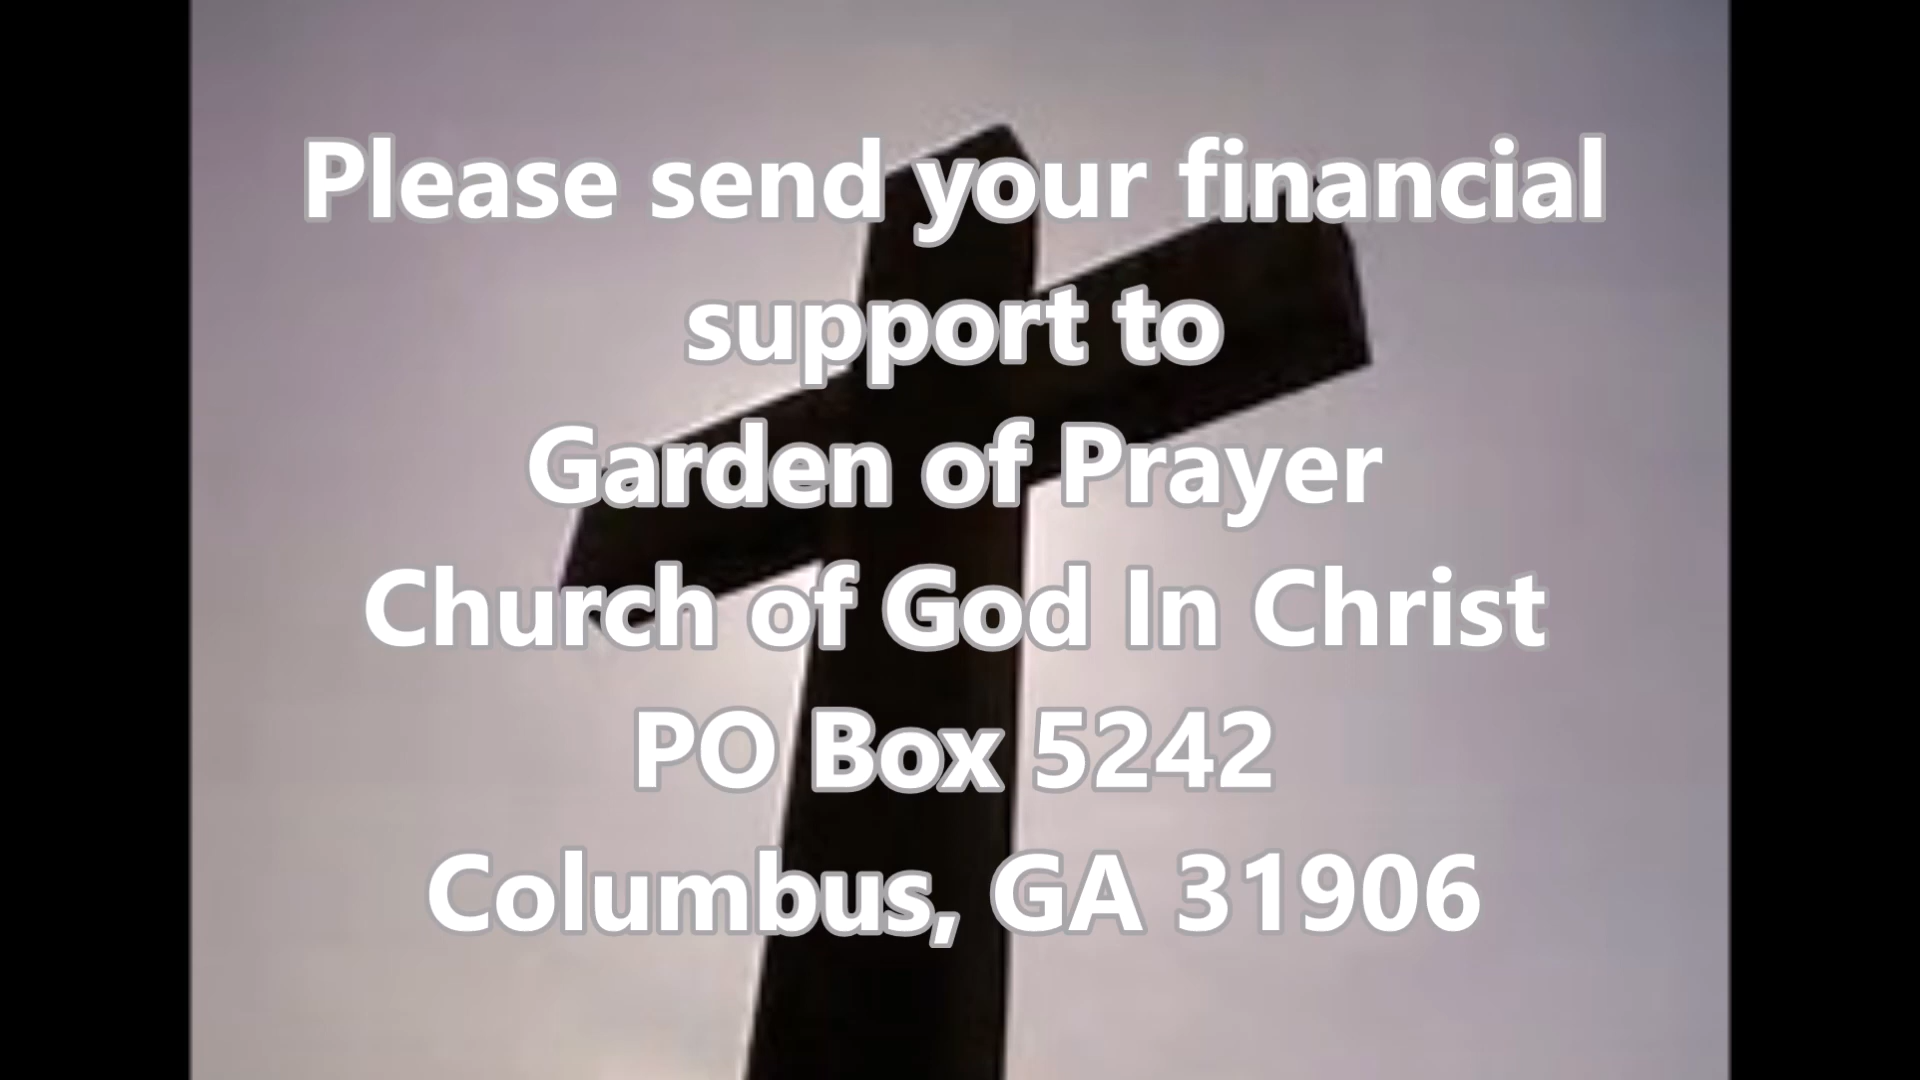 Please send your financial
support to
Garden of Prayer
Church of God In Christ
PO Box 5242
Columbus, GA 31906